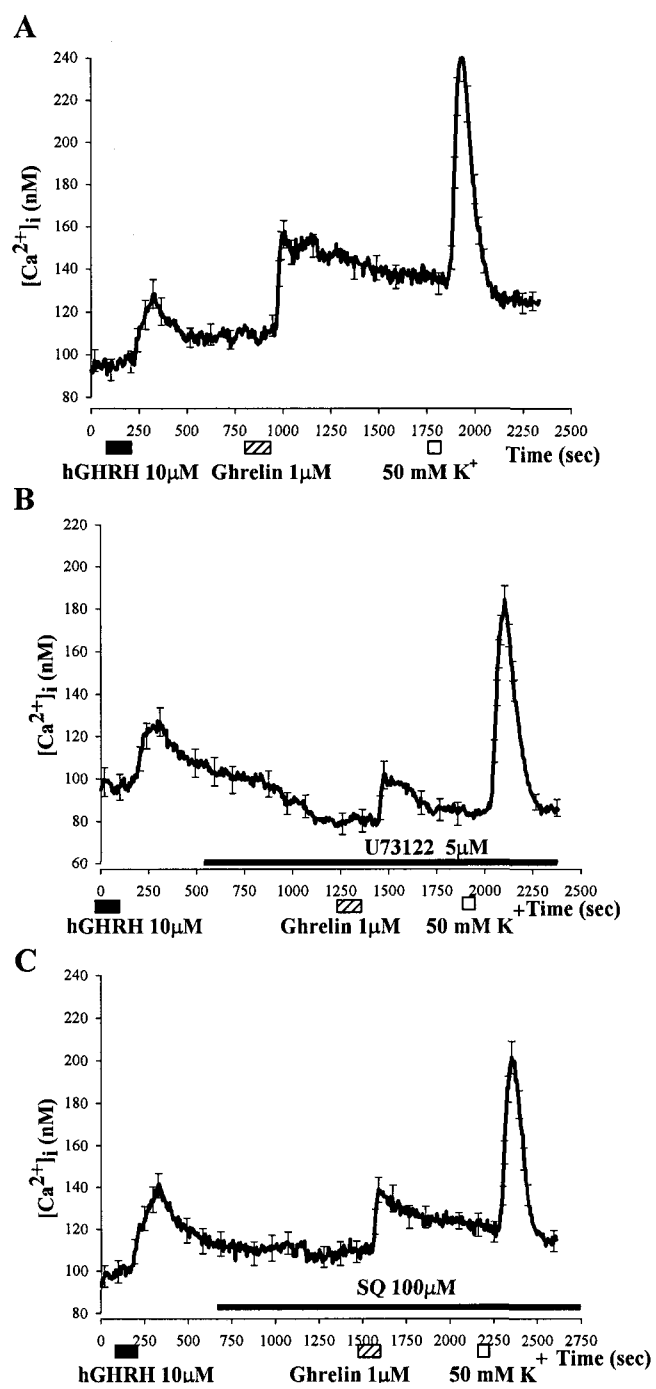 A
240
220
200
180
160
140
120
100
80
[Ca2+]i (nM)
0 250 500 750 1000 1250 1500 1750 2000 2250 2500
hGHRH 10µM Ghrelin 1µM 50 mM K+ Time (sec)
B
220
200
180
160
140
120
100
80
60
[Ca2+]i (nM)
U73122 5µM
0 250 500 750 1000 1250 1500 1750 2000 2250 2500
hGHRH 10µM Ghrelin 1µM 50 mM K +Time (sec)
C
240
220
200
180
160
140
120
100
80
[Ca2+]i (nM)
SQ 100µM
0 250 500 750 1000 1250 1500 1750 2000 2250 2500 2750
hGHRH 10µM Ghrelin 1µM 50 mM K + Time (sec)